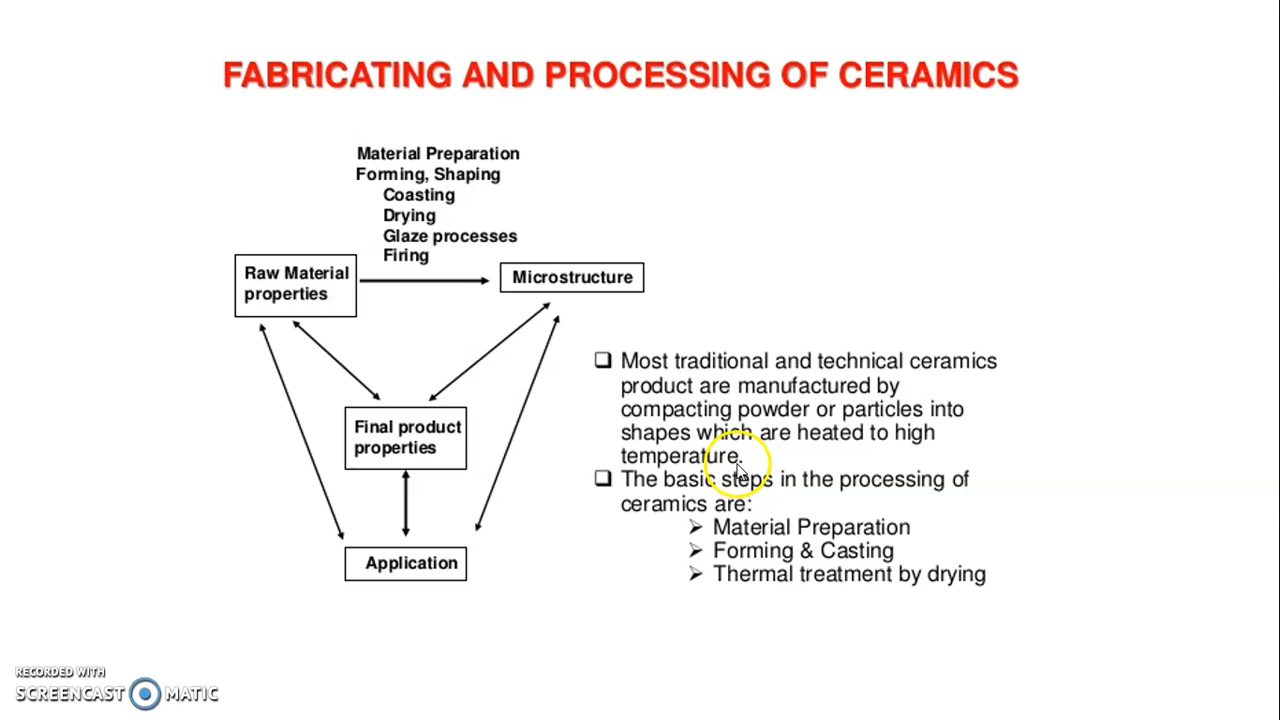 FABRICATING AND PROCESSING OF CERAMICS
Material Preparation
Forming, Shaping
Coasting
Drying
Glaze processes
Firing
Raw Material
properties
Microstructure
Final product
properties
Application
❑ Most traditional and technical ceramics
product are manufactured by
compacting powder or particles into
shapes which are heated to high
temperature.
❑ The basic steps in the processing of
ceramics are:
➢ Material Preparation
➢ Forming & Casting
➢ Thermal treatment by drying
RECORDED WITH
SCREENCAST MATIC